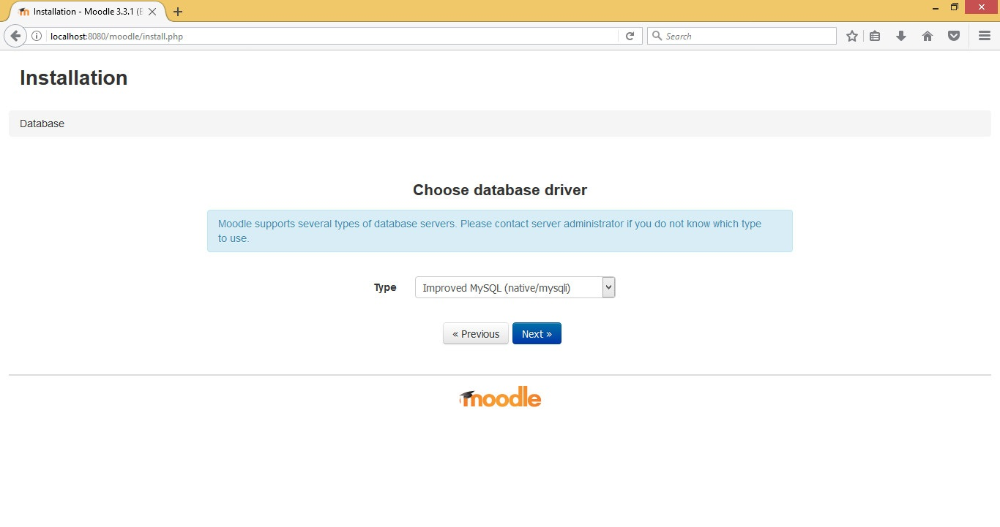 Installation - Moodle 3.3.1 (
localhost:8080/moodle/install.php
Search
Installation
Database
Choose database driver
Moodle supports several types of database servers. Please contact server administrator if you do not know which type
to use.
Type
Improved MySQL (native/mysqli)
« Previous
Next »
moodle